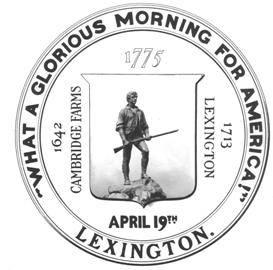 "WHAT A GLORIOUS MORNING FOR AMERICA!"
1775
1642
CAMBRIDGE FARMS
1713
LEXINGTON
APRIL 19TH
LEXINGTON.